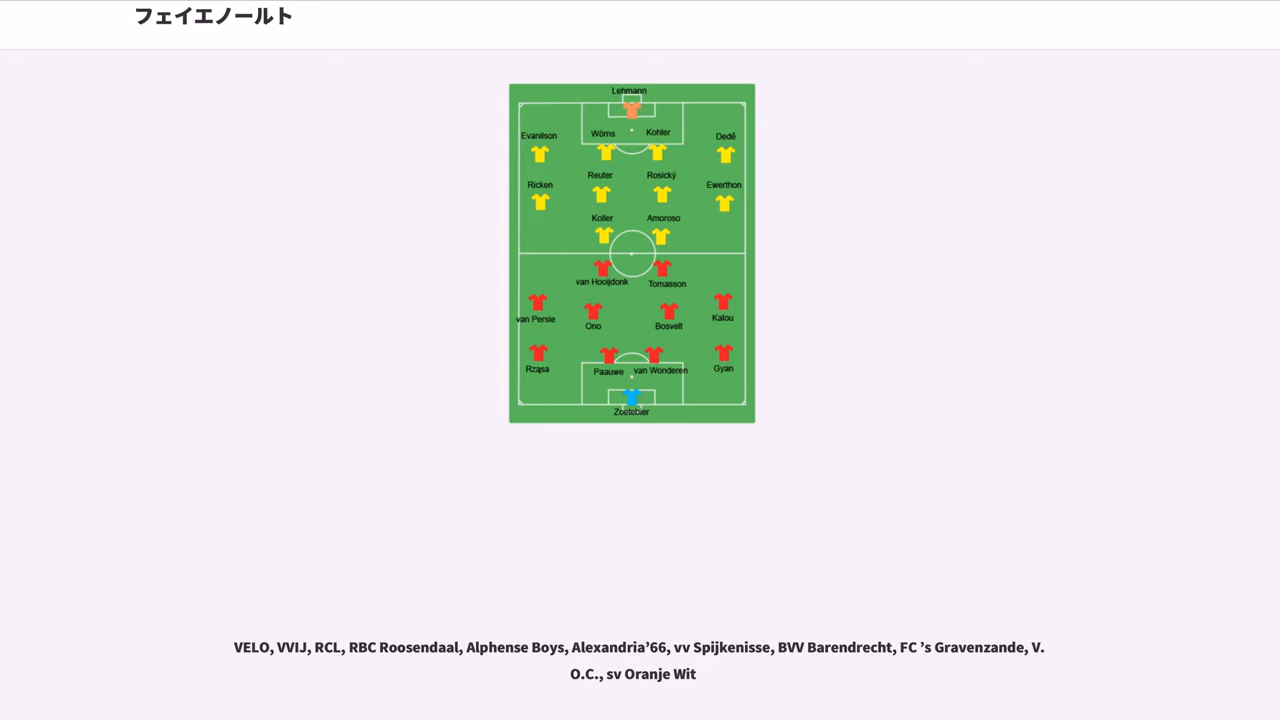 フェイエノールト
Lehmann
Evanilson Wörns Kohler Dedê
Ricken Reuter Rosický Ewerthon
Koller Amoroso
van Hooijdonk Tomasson
van Persie Ono Bosvelt Kalou
Rząsa Paauwe van Wonderen Gyan
Zoetebier
VELO, VVIJ, RCL, RBC Roosendaal, Alphense Boys, Alexandria’66, vv Spijkenisse, BVV Barendrecht, FC ’s Gravenzande, V.
O.C., sv Oranje Wit